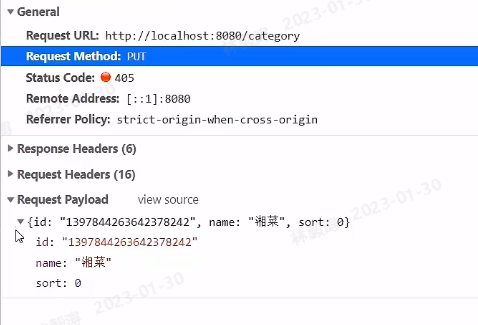 General
Request URL: http://localhost:8080/category
Request Method: PUT
Status Code: 405
Remote Address: [::1]:8080
Referrer Policy: strict-origin-when-cross-origin
Response Headers (6)
Request Headers (16)
Request Payload view source
{id: "1397844263642378242", name: "湘菜", sort: 0}
id: "1397844263642378242"
name: "湘菜"
sort: 0
2023-01-30
2023-01-30
2023-01-30